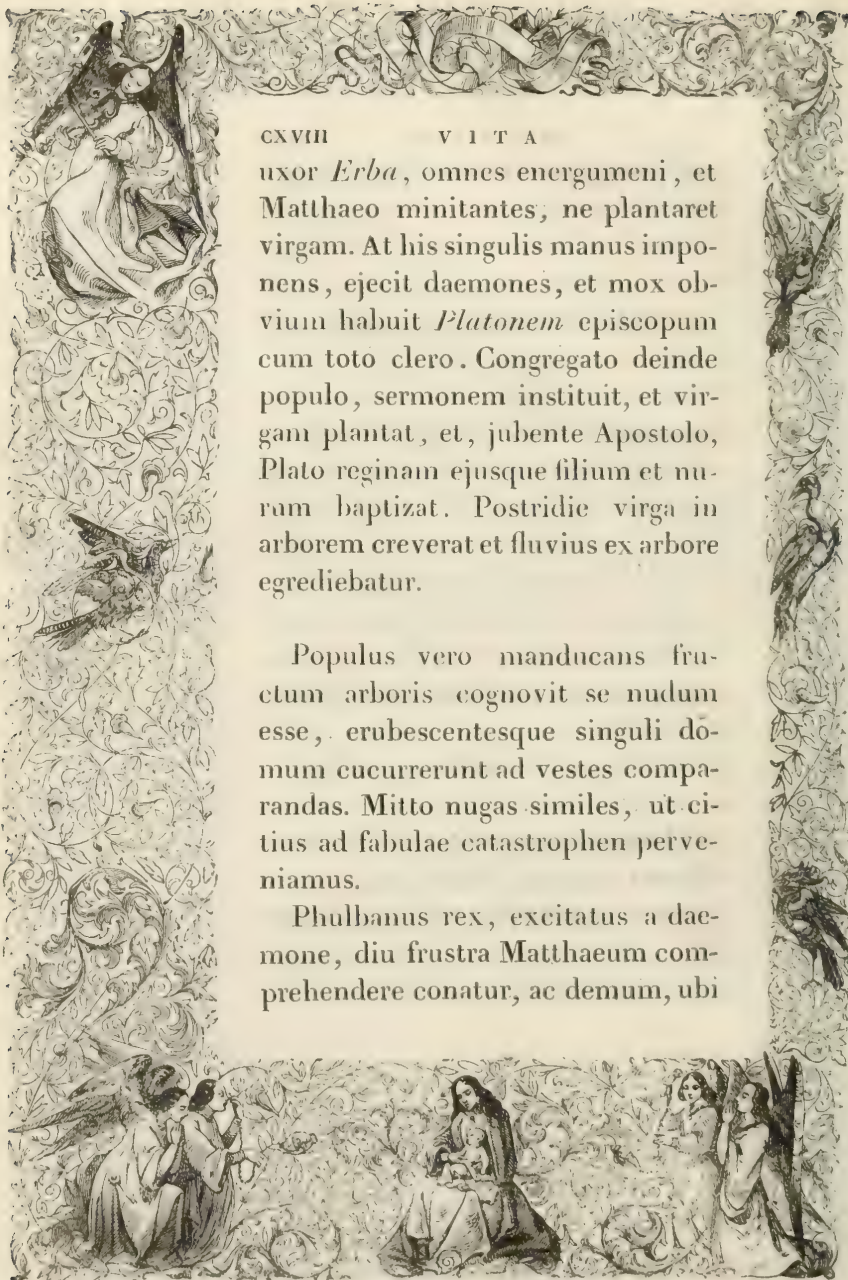 CXVIII VITA
uxor Erba, omnes energumeni, et
Matthaeo minitantes, ne plantaret
virgam. At his singulis manus impo-
nens, ejecit daemones, et mox ob-
vium habuit Platonem episcopum
cum toto clero. Congregato deinde
populo, sermonem instituit, et vir-
gam plantat, et, jubente Apostolo,
Plato reginam ejusque filium et nu-
rum baptizat. Postridie virga in
arborem creverat et fluvius ex arbore
egrediebatur.
Populus vero manducans fru-
ctum arboris cognovit se nudum
esse, erubescentesque singuli do-
mum cucurrerunt ad vestes compa-
randas. Mitto nugas similes, ut ci-
tius ad fabulae catastrophen perve-
niamus.
Phulbanus rex, excitatus a dae-
mone, diu frustra Matthaeum com-
prehendere conatur, ac demum, ubi